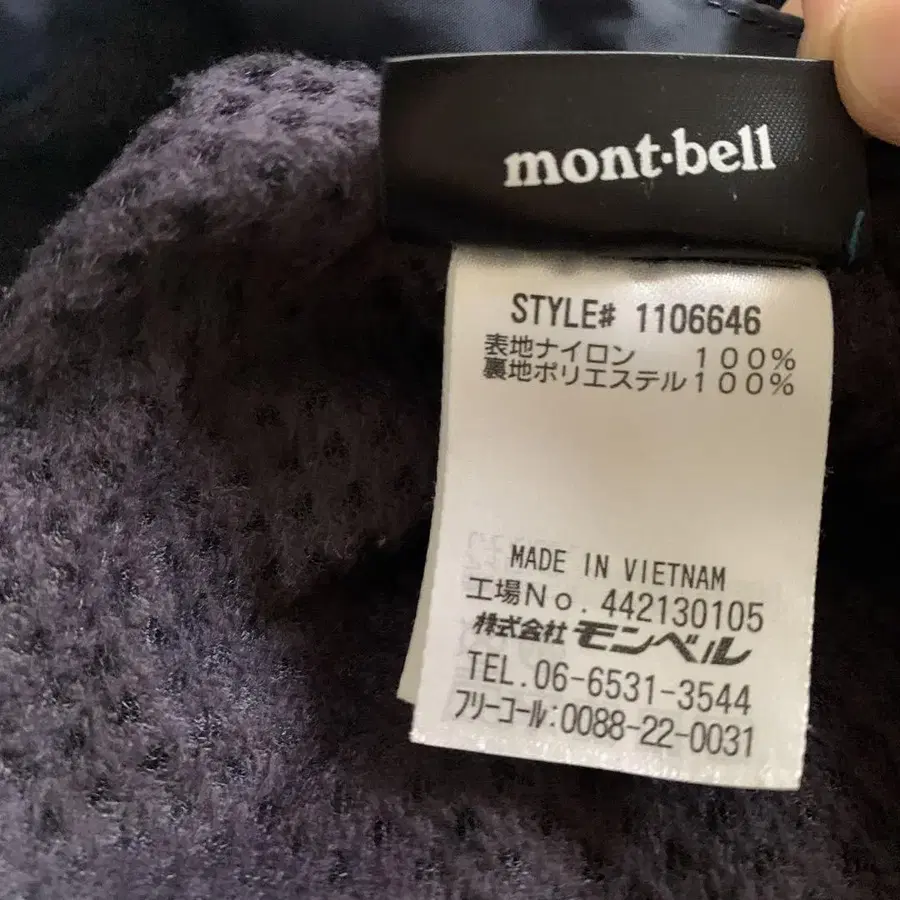 mont·bell
STYLE# 1106646
表地ナイロン 100%
裏地ポリエステル100%
MADE IN VIETNAM
工場No. 442130105
株式会社モンベル
TEL.06-6531-3544
フリーコール:0088-22-0031